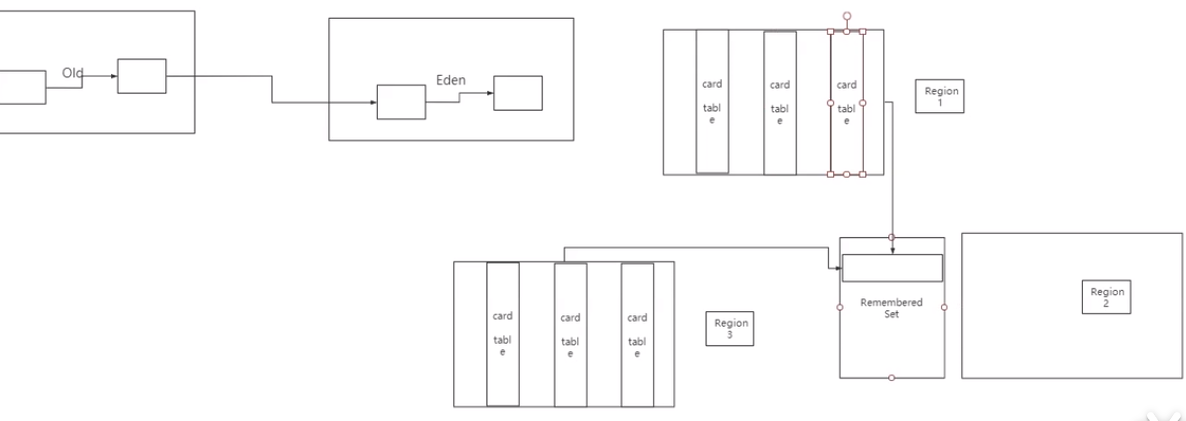 Old
Eden
card
tabl
e
card
tabl
e
card
tabl
e
Region
1
card
tabl
e
card
tabl
e
card
tabl
e
Region
3
Remembered
Set
Region
2